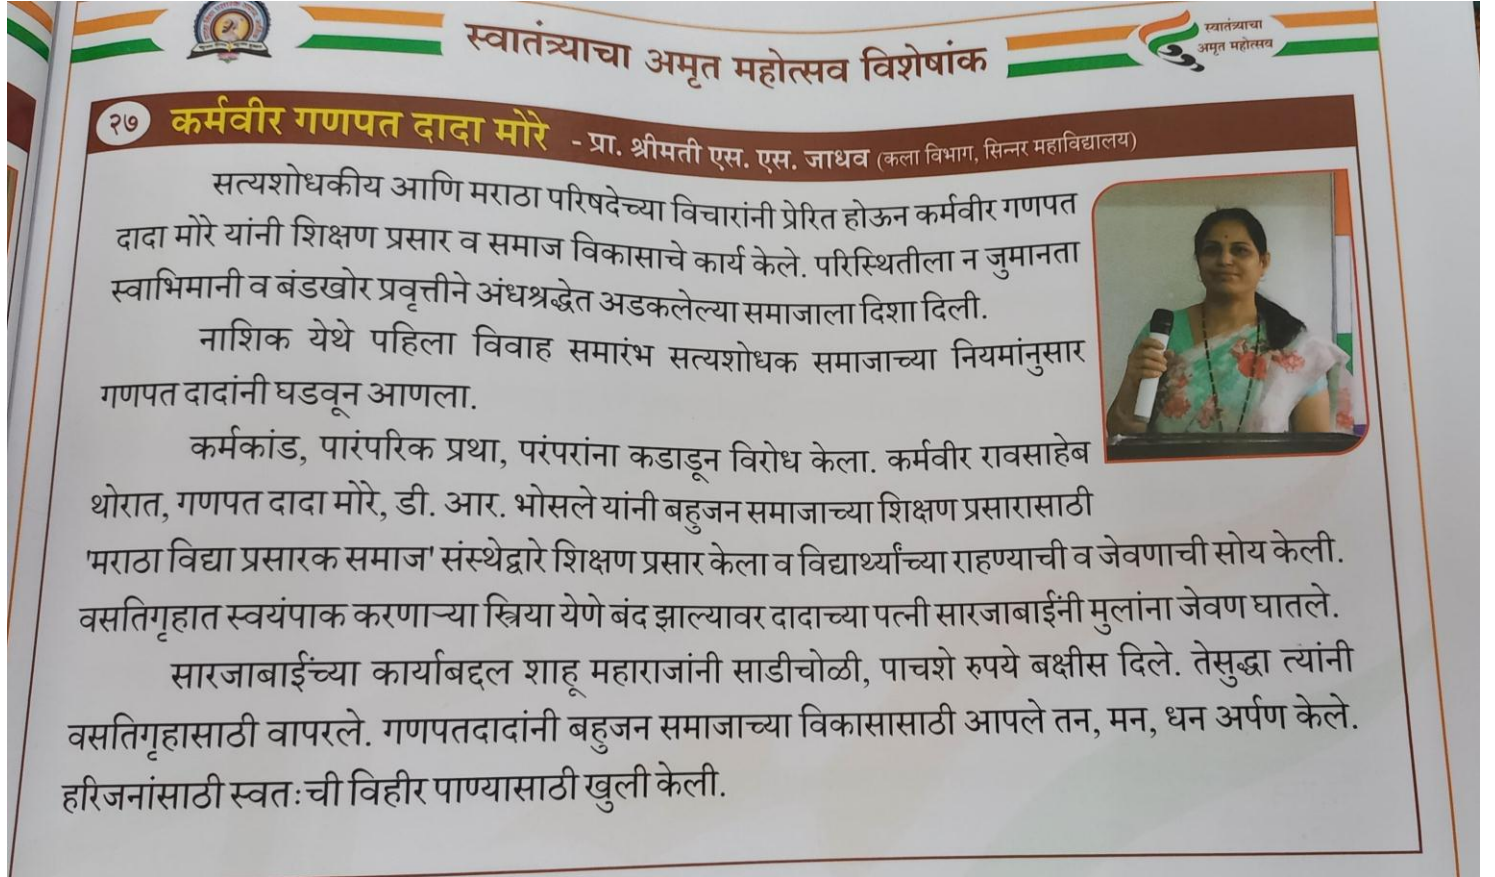 स्वातंत्र्याचा अमृत महोत्सव विशेषांक
स्वातंत्र्याचा
अमृत महोत्सव
२७ कर्मवीर गणपत दादा मोरे - प्रा. श्रीमती एस. एस. जाधव (कला विभाग, सिन्नर महाविद्यालय)
सत्यशोधकीय आणि मराठा परिषदेच्या विचारांनी प्रेरित होऊन कर्मवीर गणपत
दादा मोरे यांनी शिक्षण प्रसार व समाज विकासाचे कार्य केले. परिस्थितीला न जुमानता
स्वाभिमानी व बंडखोर प्रवृत्तीने अंधश्रद्धेत अडकलेल्या समाजाला दिशा दिली.
नाशिक येथे पहिला विवाह समारंभ सत्यशोधक समाजाच्या नियमांनुसार
गणपत दादांनी घडवून आणला.
कर्मकांड, पारंपरिक प्रथा, परंपरांना कडाडून विरोध केला. कर्मवीर रावसाहेब
थोरात, गणपत दादा मोरे, डी. आर. भोसले यांनी बहुजन समाजाच्या शिक्षण प्रसारासाठी
'मराठा विद्या प्रसारक समाज' संस्थेद्वारे शिक्षण प्रसार केला व विद्यार्थ्यांच्या राहण्याची व जेवणाची सोय केली.
वसतिगृहात स्वयंपाक करणाऱ्या स्त्रिया येणे बंद झाल्यावर दादाच्या पत्नी सारजाबाईंनी मुलांना जेवण घातले.
सारजाबाईंच्या कार्याबद्दल शाहू महाराजांनी साडीचोळी, पाचशे रुपये बक्षीस दिले. तेसुद्धा त्यांनी
वसतिगृहासाठी वापरले. गणपतदादांनी बहुजन समाजाच्या विकासासाठी आपले तन, मन, धन अर्पण केले.
हरिजनांसाठी स्वतःची विहीर पाण्यासाठी खुली केली.